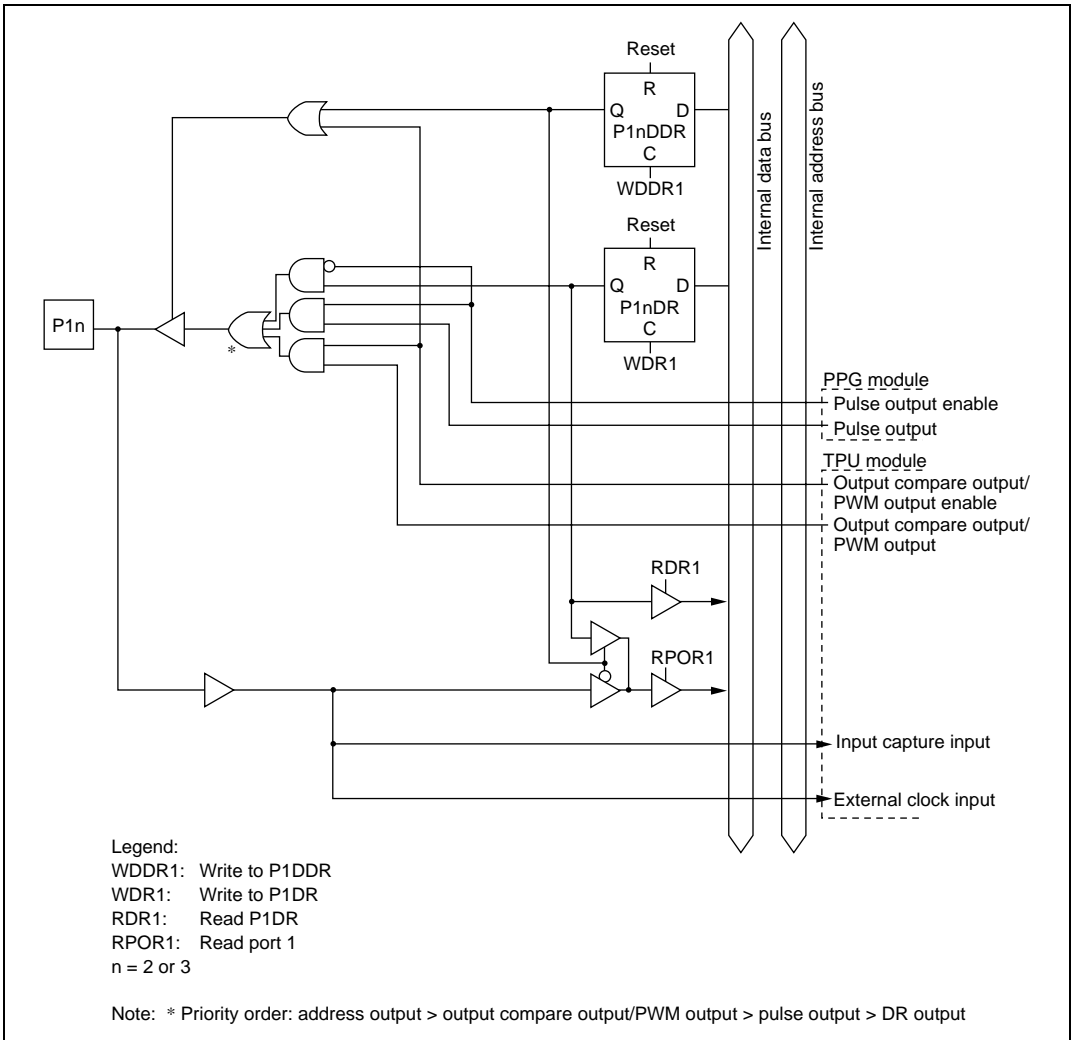 Reset
R
Q D
P1nDDR
C
WDDR1
Reset
R
Q D
P1nDR
C
WDR1
Internal data bus
Internal address bus
P1n
*
PPG module
Pulse output enable
Pulse output
TPU module
Output compare output/
PWM output enable
Output compare output/
PWM output
RDR1
RPOR1
Input capture input
External clock input
Legend:
WDDR1: Write to P1DDR
WDR1: Write to P1DR
RDR1: Read P1DR
RPOR1: Read port 1
n = 2 or 3
Note: * Priority order: address output > output compare output/PWM output > pulse output > DR output